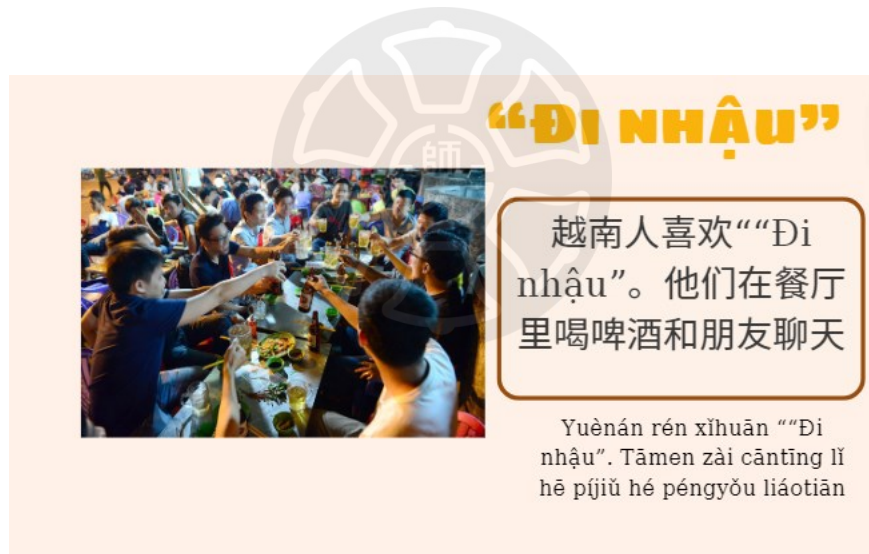 “ĐI NHẬU”
師
越南人喜欢““Đi
nhậu”。他们在餐厅
里喝啤酒和朋友聊天
Yuènán rén xǐhuān ““Đi
nhậu”. Tāmen zài cāntīng lǐ
hē píjiǔ hé péngyǒu liáotiān